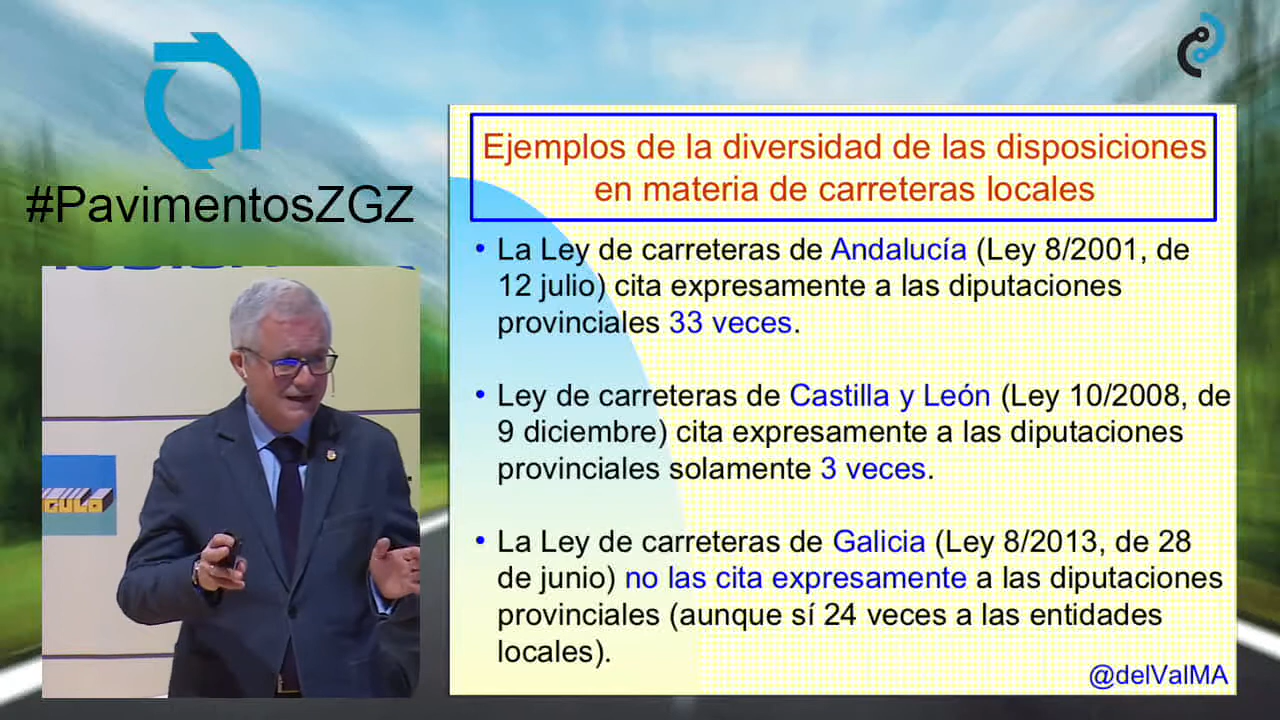 #PavimentosZGZ
Ejemplos de la diversidad de las disposiciones
en materia de carreteras locales
• La Ley de carreteras de Andalucía (Ley 8/2001, de
12 julio) cita expresamente a las diputaciones
provinciales 33 veces.
• Ley de carreteras de Castilla y León (Ley 10/2008, de
9 diciembre) cita expresamente a las diputaciones
provinciales solamente 3 veces.
• La Ley de carreteras de Galicia (Ley 8/2013, de 28
de junio) no las cita expresamente a las diputaciones
provinciales (aunque sí 24 veces a las entidades
locales).
@delValMA